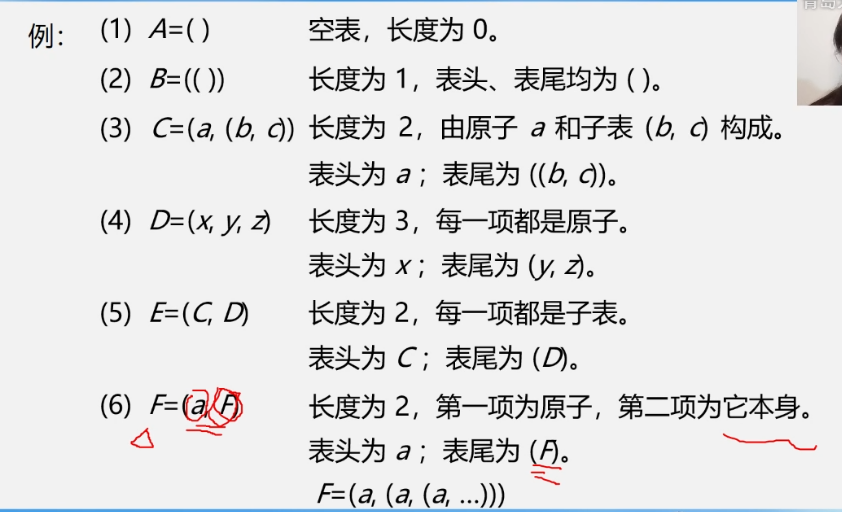 青岛
例：
(1) A=( ) 空表，长度为 0。
(2) B=(( )) 长度为 1，表头、表尾均为 ( )。
(3) C=(a, (b, c)) 长度为 2，由原子 a 和子表 (b, c) 构成。
表头为 a ；表尾为 ((b, c))。
(4) D=(x, y, z) 长度为 3，每一项都是原子。
表头为 x ；表尾为 (y, z)。
(5) E=(C, D) 长度为 2，每一项都是子表。
表头为 C ；表尾为 (D)。
(6) F=(a, F) 长度为 2，第一项为原子，第二项为它本身。
表头为 a ；表尾为 (F)。
F=(a, (a, (a, …)))